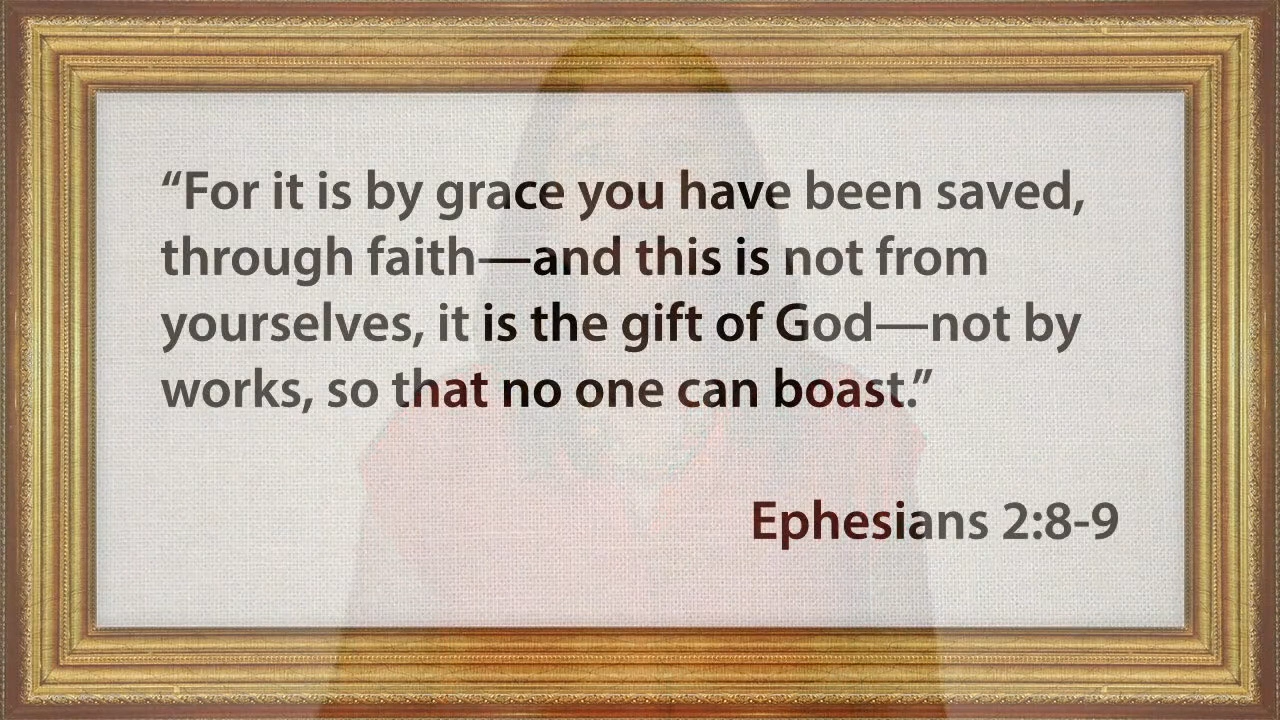 “For it is by grace you have been saved,
through faith—and this is not from
yourselves, it is the gift of God—not by
works, so that no one can boast.”
Ephesians 2:8-9